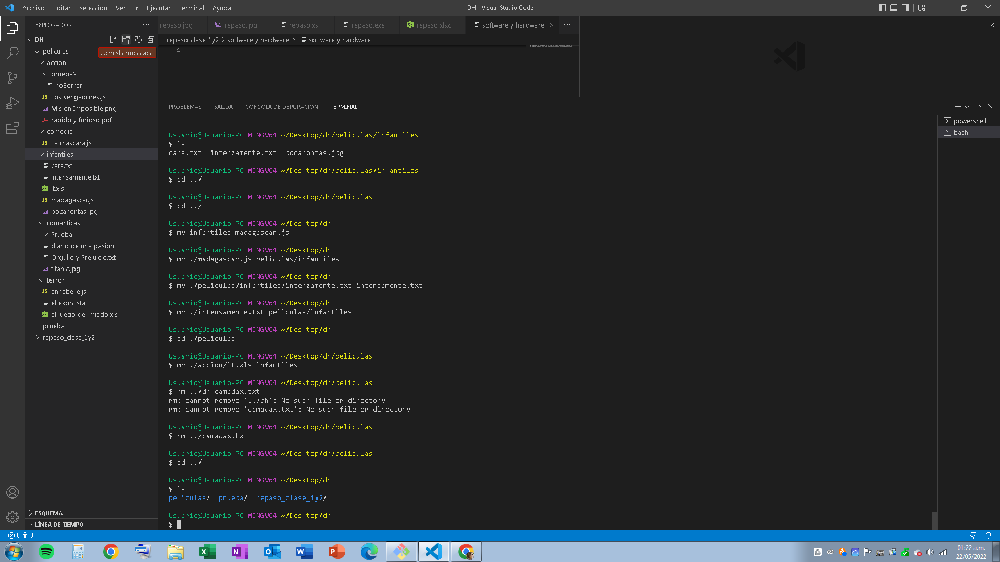 Archivo Editar Selección Ver Ir Ejecutar Terminal Ayuda
DH - Visual Studio Code
EXPLORADOR
DH
...cmlsllcrmcccacc,
peliculas
accion
prueba2
noBorrar
JS Los vengadores.js
Mision Imposible.png
rapido y furioso.pdf
comedia
JS La mascara.js
infantiles
cars.txt
intensamente.txt
it.xls
JS madagascar.js
pocahontas.jpg
romanticas
Prueba
diario de una pasion
Orgullo y Prejuicio.txt
titanic.jpg
terror
JS annabelle.js
el exorcista
el juego del miedo.xls
prueba
repaso_clase_1y2
ESQUEMA
LÍNEA DE TIEMPO
repaso.jpg repaso.jpg repaso.xsl repaso.exe repaso.xlsx software y hardware
repaso_clase_1y2 > software y hardware > software y hardware
4
PROBLEMAS SALIDA CONSOLA DE DEPURACIÓN TERMINAL
powershell
bash
Usuario@Usuario-PC MINGW64 ~/Desktop/dh/peliculas/infantiles
$ ls
cars.txt intenzamente.txt pocahontas.jpg
Usuario@Usuario-PC MINGW64 ~/Desktop/dh/peliculas/infantiles
$ cd ../
Usuario@Usuario-PC MINGW64 ~/Desktop/dh/peliculas
$ cd ../
Usuario@Usuario-PC MINGW64 ~/Desktop/dh
$ mv infantiles madagascar.js
Usuario@Usuario-PC MINGW64 ~/Desktop/dh
$ mv ./madagascar.js peliculas/infantiles
Usuario@Usuario-PC MINGW64 ~/Desktop/dh
$ mv ./peliculas/infantiles/intenzamente.txt intensamente.txt
Usuario@Usuario-PC MINGW64 ~/Desktop/dh
$ mv ./intensamente.txt peliculas/infantiles
Usuario@Usuario-PC MINGW64 ~/Desktop/dh
$ cd ./peliculas
Usuario@Usuario-PC MINGW64 ~/Desktop/dh/peliculas
$ mv ./accion/it.xls infantiles
Usuario@Usuario-PC MINGW64 ~/Desktop/dh/peliculas
$ rm ../dh camadax.txt
rm: cannot remove '../dh': No such file or directory
rm: cannot remove 'camadax.txt': No such file or directory
Usuario@Usuario-PC MINGW64 ~/Desktop/dh/peliculas
$ rm ../camadax.txt
Usuario@Usuario-PC MINGW64 ~/Desktop/dh/peliculas
$ cd ../
Usuario@Usuario-PC MINGW64 ~/Desktop/dh
$ ls
peliculas/ prueba/ repaso_clase_1y2/
Usuario@Usuario-PC MINGW64 ~/Desktop/dh
$
0 0
01:22 a.m.
22/05/2022